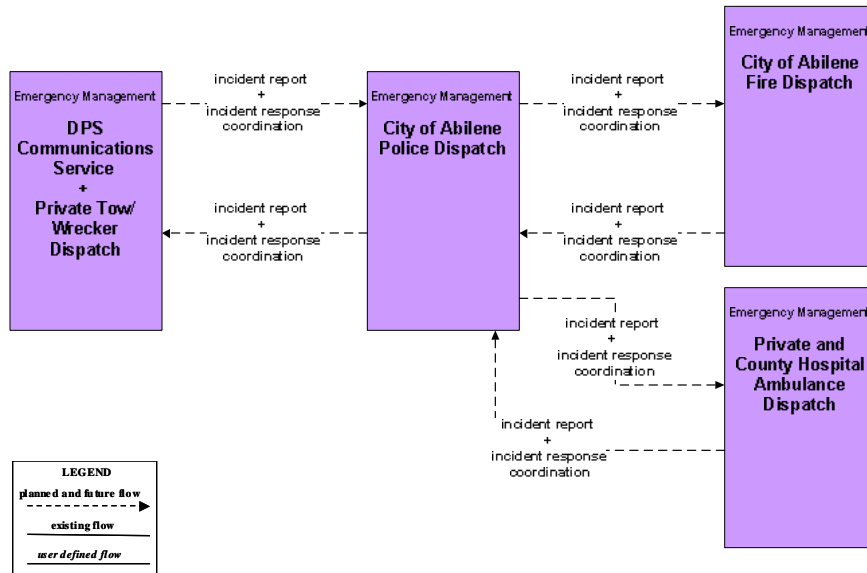 Emergency Management
DPS
Communications
Service
+
Private Tow/
Wrecker
Dispatch
incident report
+
incident response
coordination
incident report
+
incident response
coordination
Emergency Management
City of Abilene
Police Dispatch
incident report
+
incident response
coordination
incident report
+
incident response
coordination
Emergency Management
City of Abilene
Fire Dispatch
incident report
+
incident response
coordination
incident report
+
incident response
coordination
Emergency Management
Private and
County Hospital
Ambulance
Dispatch
LEGEND
planned and future flow
existing flow
user defined flow